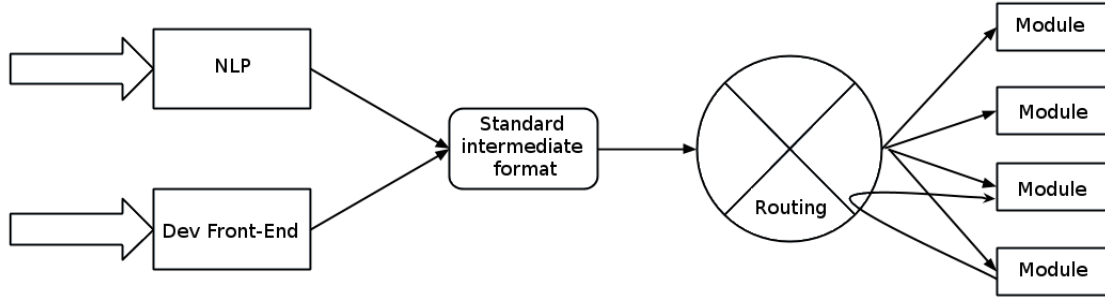 NLP
Dev Front-End
Standard
intermediate
format
Routing
Module
Module
Module
Module